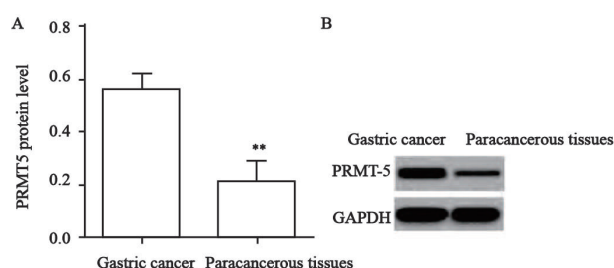 A
B
0.8
0.6
0.4
0.2
0.0
PRMT5 protein level
**
Gastric cancer Paracancerous tissues
Gastric cancer Paracancerous tissues
PRMT-5
GAPDH